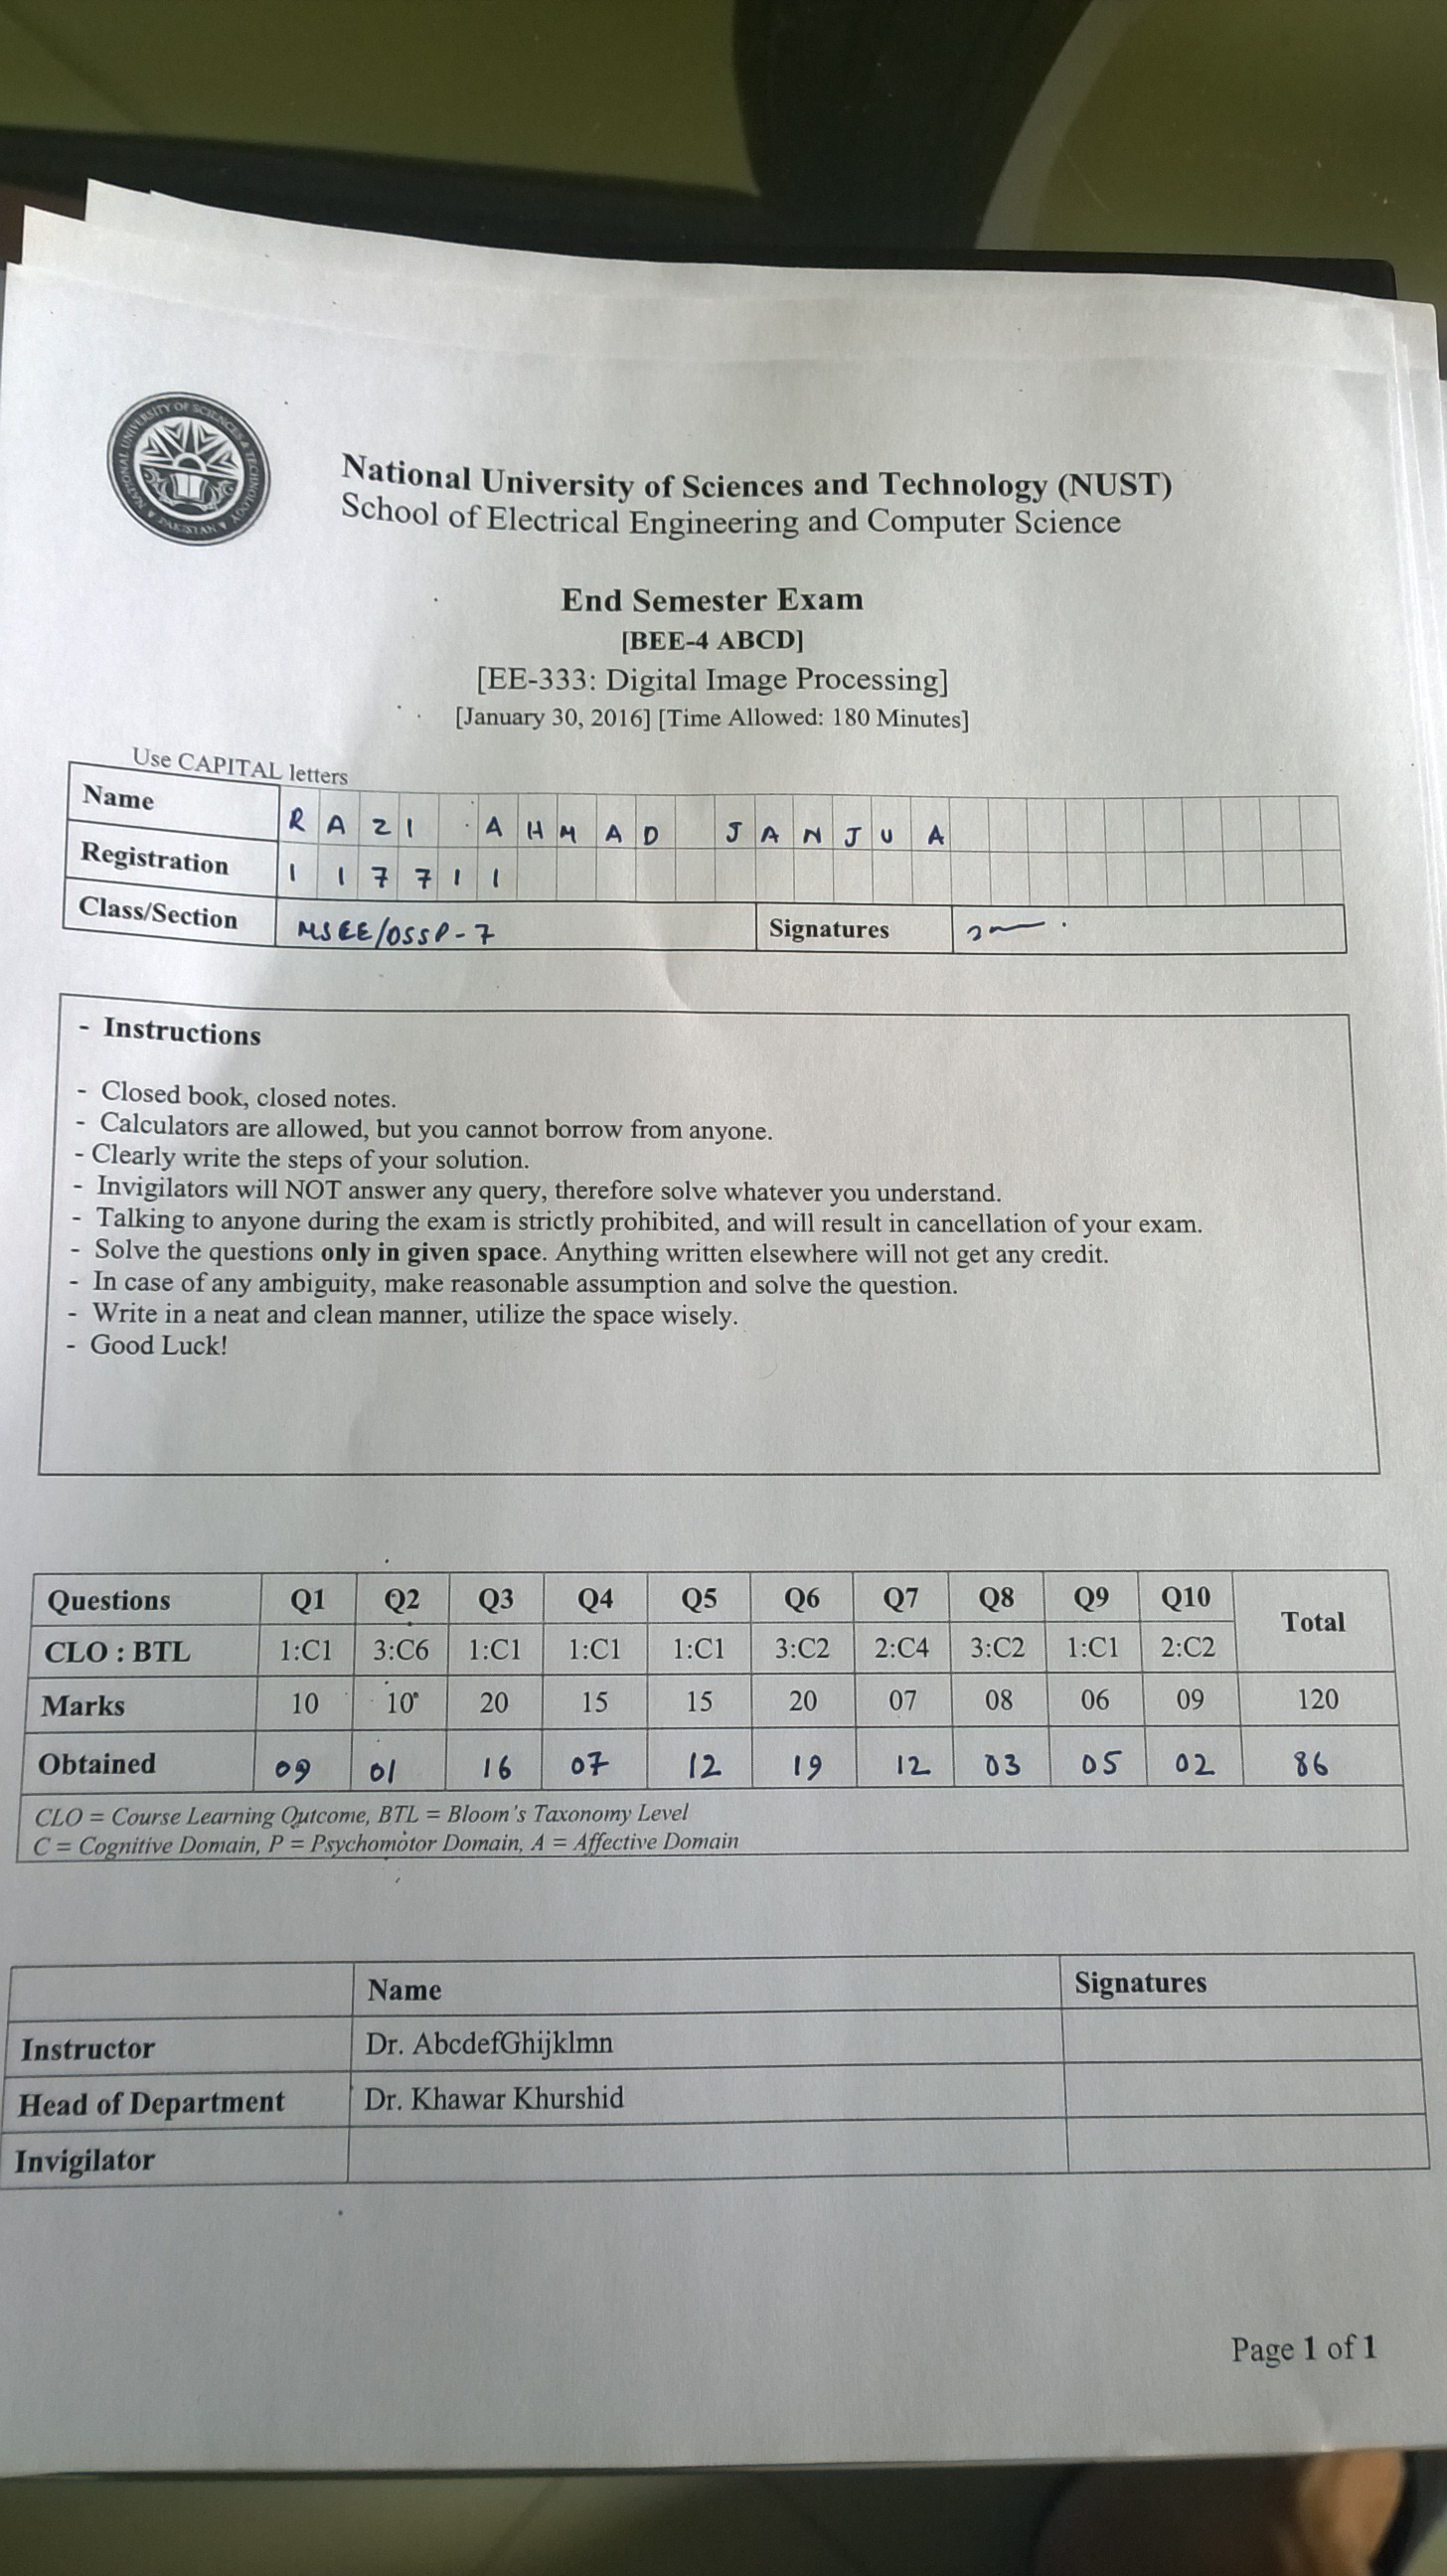 NATIONAL UNIVERSITY OF SCIENCES & TECHNOLOGY
PAKISTAN
National University of Sciences and Technology (NUST)
School of Electrical Engineering and Computer Science
End Semester Exam
[BEE-4 ABCD]
[EE-333: Digital Image Processing]
[January 30, 2016] [Time Allowed: 180 Minutes]
Use CAPITAL letters
Name RAZI AHMAD JANJUA
Registration 117711
Class/Section MSEE/DSSP-7 Signatures
- Instructions
- Closed book, closed notes.
- Calculators are allowed, but you cannot borrow from anyone.
- Clearly write the steps of your solution.
- Invigilators will NOT answer any query, therefore solve whatever you understand.
- Talking to anyone during the exam is strictly prohibited, and will result in cancellation of your exam.
- Solve the questions only in given space. Anything written elsewhere will not get any credit.
- In case of any ambiguity, make reasonable assumption and solve the question.
- Write in a neat and clean manner, utilize the space wisely.
- Good Luck!
Questions Q1 Q2 Q3 Q4 Q5 Q6 Q7 Q8 Q9 Q10 Total
CLO : BTL 1:C1 3:C6 1:C1 1:C1 1:C1 3:C2 2:C4 3:C2 1:C1 2:C2
Marks 10 10 20 15 15 20 07 08 06 09 120
Obtained 09 01 16 07 12 19 12 03 05 02 86
CLO = Course Learning Outcome, BTL = Bloom's Taxonomy Level
C = Cognitive Domain, P = Psychomotor Domain, A = Affective Domain
Name Signatures
Instructor Dr. AbcdefGhijklmn
Head of Department Dr. Khawar Khurshid
Invigilator
Page 1 of 1